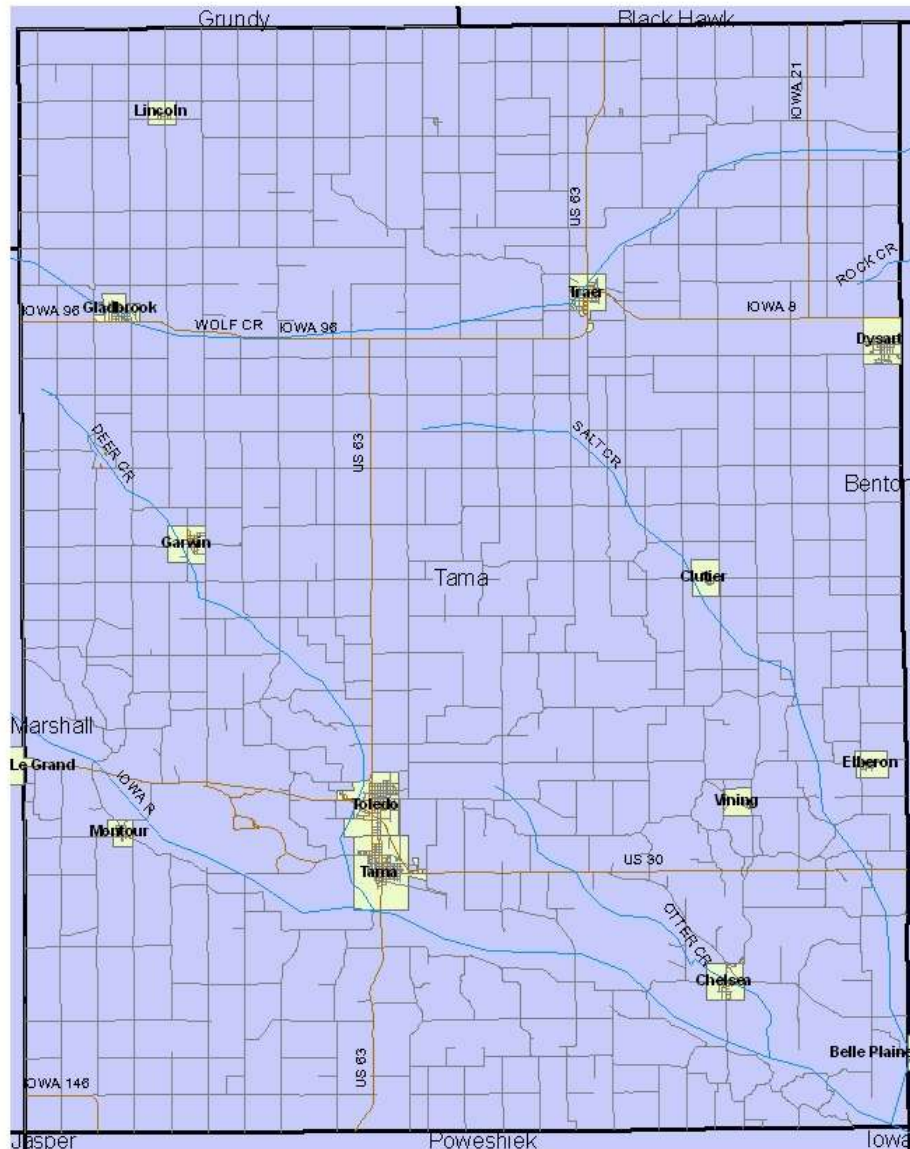 Grundy
Black Hawk
Lincoln
IOWA 21
US 63
ROCK CR
Traer
Gladbrook
IOWA 96
WOLF CR
IOWA 96
IOWA 8
Dysart
DEER CR
US 63
SALT CR
Benton
Garwin
Tama
Clutier
Marshall
Le Grand
Elberon
IOWA R
Toledo
Vining
Montour
US 30
Tama
OTTER CR
Chelsea
Belle Plaine
US 63
IOWA 146
Jasper
Poweshiek
Iowa